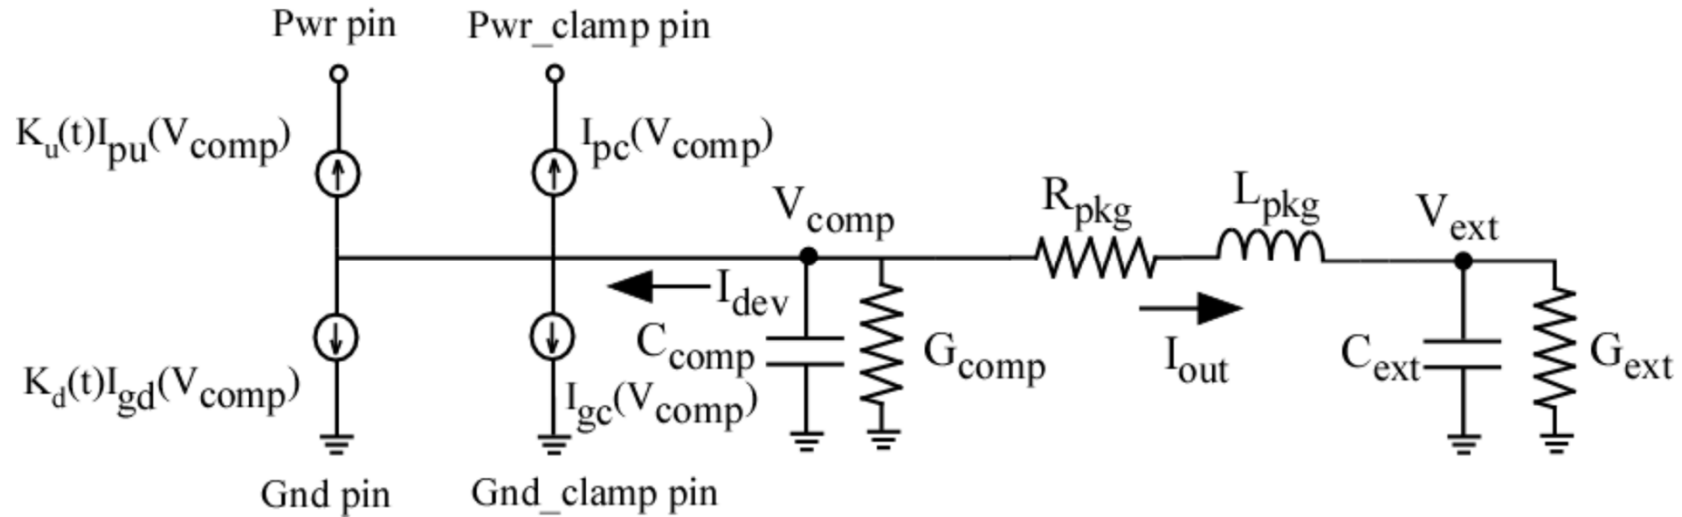 Pwr pin
Pwr_clamp pin
Ku(t)Ipu(Vcomp)
Ipc(Vcomp)
Vcomp
Rpkg
Lpkg
Vext
Idev
Ccomp
Gcomp
Iout
Cext
Gext
Kd(t)Igd(Vcomp)
Igc(Vcomp)
Gnd pin
Gnd_clamp pin